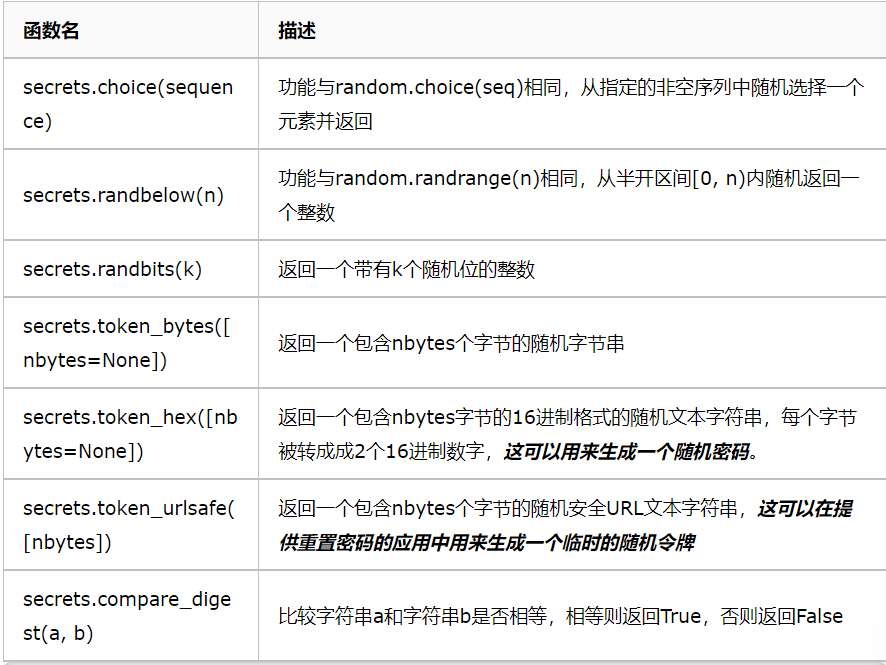 函数名
描述
secrets.choice(sequen
ce)
功能与random.choice(seq)相同，从指定的非空序列中随机选择一个
元素并返回
secrets.randbelow(n)
功能与random.randrange(n)相同，从半开区间[0, n)内随机返回一
个整数
secrets.randbits(k)
返回一个带有k个随机位的整数
secrets.token_bytes([
nbytes=None])
返回一个包含nbytes个字节的随机字节串
secrets.token_hex([nb
ytes=None])
返回一个包含nbytes字节的16进制格式的随机文本字符串，每个字节
被转成成2个16进制数字，这可以用来生成一个随机密码。
secrets.token_urlsafe(
[nbytes])
返回一个包含nbytes个字节的随机安全URL文本字符串，这可以在提
供重置密码的应用中用来生成一个临时的随机令牌
secrets.compare_dige
st(a, b)
比较字符串a和字符串b是否相等，相等则返回True，否则返回False